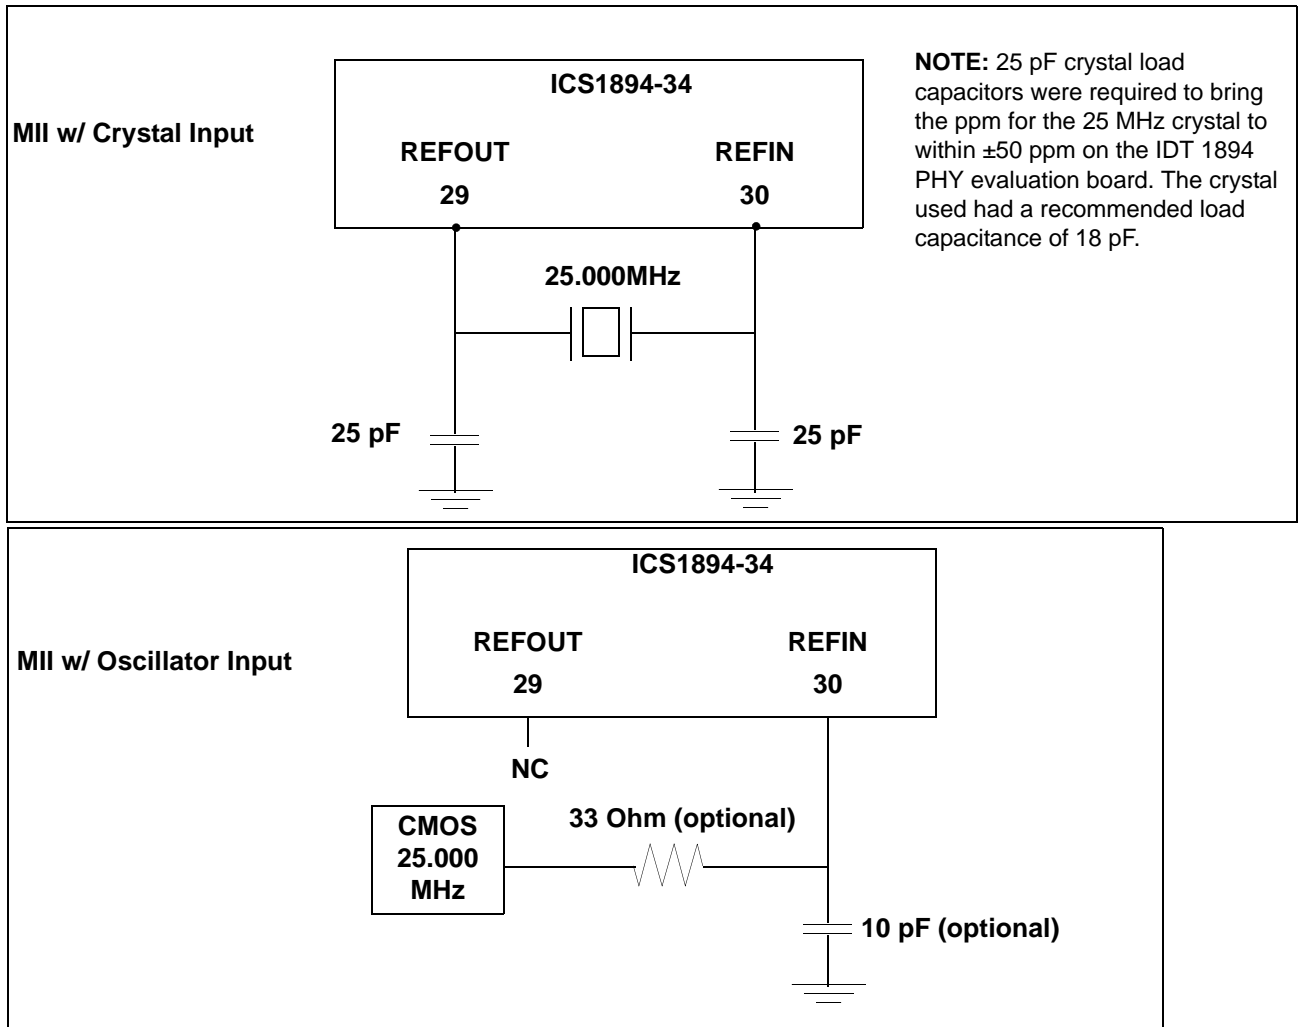 ICS1894-34
NOTE: 25 pF crystal load
capacitors were required to bring
the ppm for the 25 MHz crystal to
within ±50 ppm on the IDT 1894
PHY evaluation board. The crystal
used had a recommended load
capacitance of 18 pF.
MII w/ Crystal Input
REFOUT
REFIN
29
30
25.000MHz
25 pF
25 pF
ICS1894-34
MII w/ Oscillator Input
REFOUT
REFIN
29
30
NC
CMOS
25.000
MHz
33 Ohm (optional)
10 pF (optional)